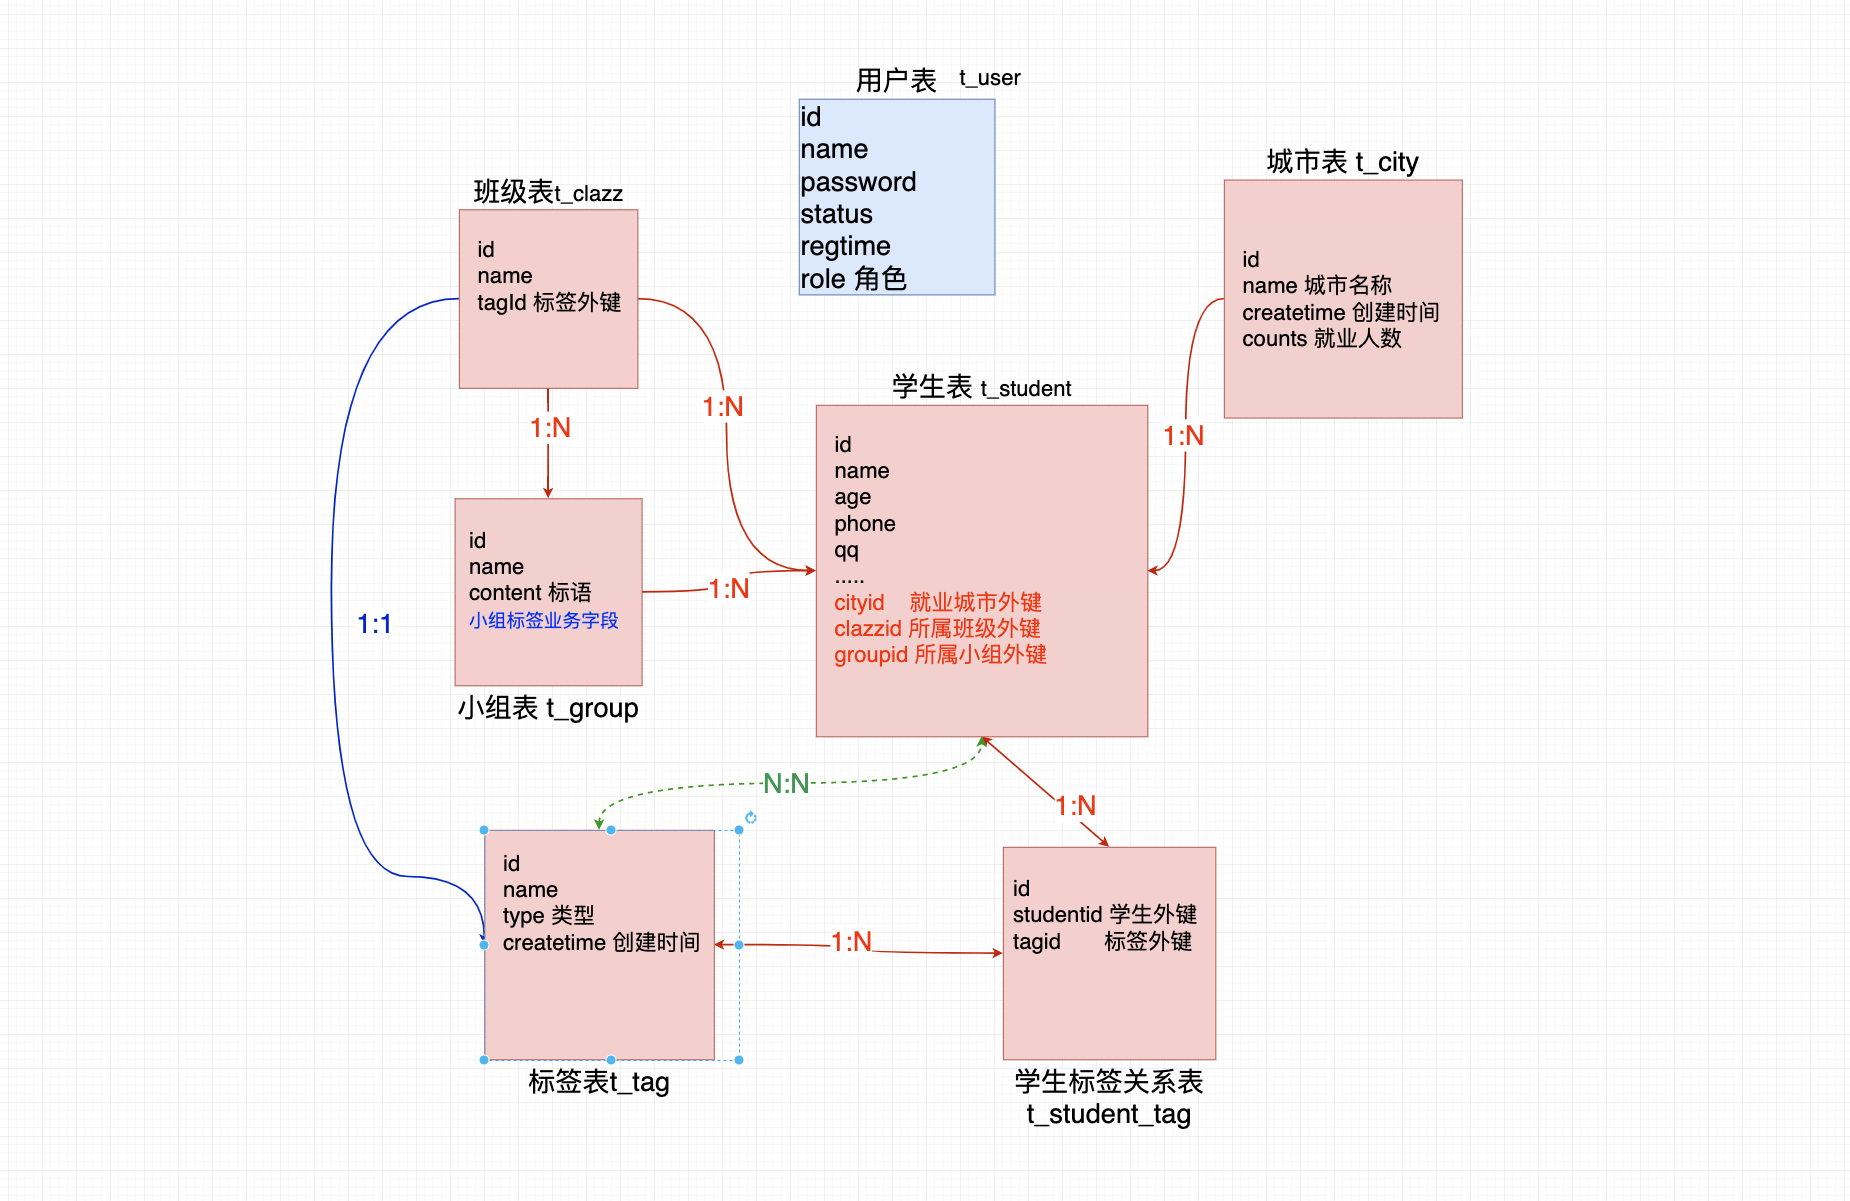 用户表 t_user
id
name
password
status
regtime
role 角色
城市表 t_city
id
name 城市名称
createtime 创建时间
counts 就业人数
班级表t_clazz
id
name
tagId 标签外键
1:N
1:N
1:N
学生表 t_student
id
name
age
phone
qq
.....
cityid 就业城市外键
clazzid 所属班级外键
groupid 所属小组外键
id
name
content 标语
小组标签业务字段
小组表 t_group
1:N
1:1
N:N
1:N
id
name
type 类型
createtime 创建时间
标签表t_tag
1:N
id
studentid 学生外键
tagid 标签外键
学生标签关系表
t_student_tag